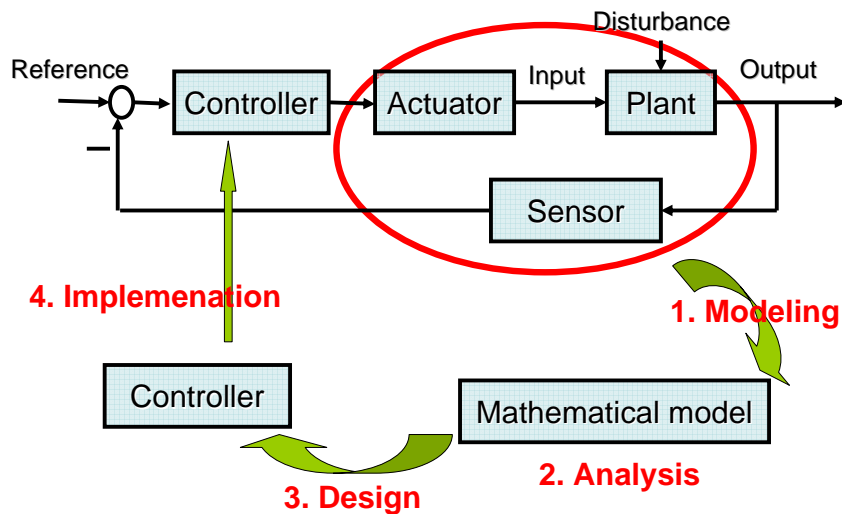 Disturbance
Reference
Input
Output
Controller
Actuator
Plant
−
Sensor
4. Implemenation
1. Modeling
Controller
Mathematical model
2. Analysis
3. Design